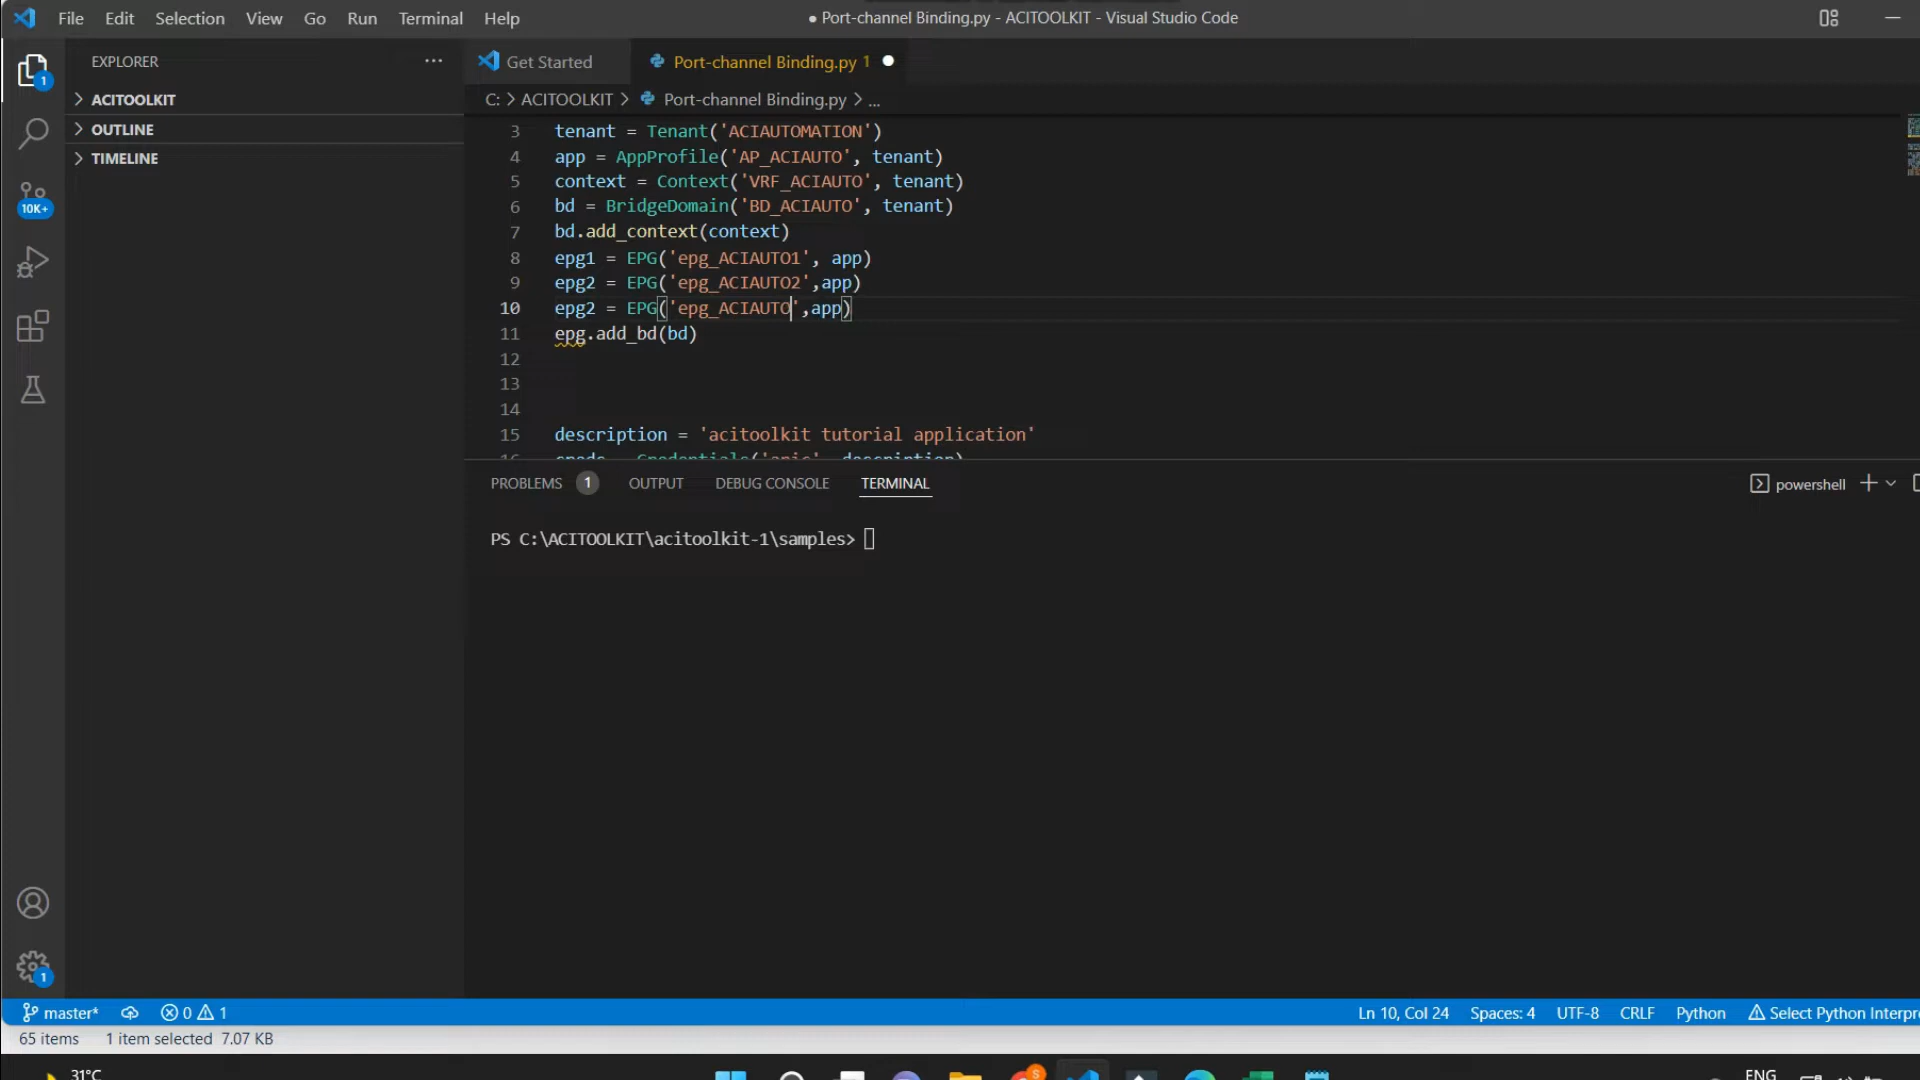 File Edit Selection View Go Run Terminal Help
● Port-channel Binding.py - ACITOOLKIT - Visual Studio Code
EXPLORER
ACITOOLKIT
OUTLINE
TIMELINE
1
10K+
1
Get Started
Port-channel Binding.py 1
C: > ACITOOLKIT > Port-channel Binding.py > ...
3 tenant = Tenant('ACIAUTOMATION')
4 app = AppProfile('AP_ACIAUTO', tenant)
5 context = Context('VRF_ACIAUTO', tenant)
6 bd = BridgeDomain('BD_ACIAUTO', tenant)
7 bd.add_context(context)
8 epg1 = EPG('epg_ACIAUTO1', app)
9 epg2 = EPG('epg_ACIAUTO2',app)
10 epg2 = EPG('epg_ACIAUTO',app)
11 epg.add_bd(bd)
12
13
14
15 description = 'acitoolkit tutorial application'
16 creds = Credentials('apic', description)
PROBLEMS 1 OUTPUT DEBUG CONSOLE TERMINAL
powershell
PS C:\ACITOOLKIT\acitoolkit-1\samples>
master* 0 1
Ln 10, Col 24 Spaces: 4 UTF-8 CRLF Python Select Python Interpre
65 items 1 item selected 7.07 KB
31°C
S
ENG